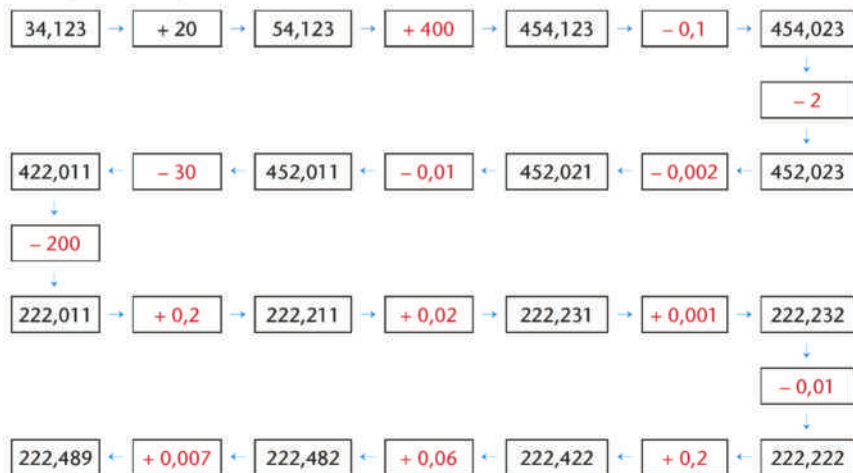 34,123 → + 20 → 54,123 → + 400 → 454,123 → – 0,1 → 454,023
↓
– 2
↓
422,011 ← – 30 ← 452,011 ← – 0,01 ← 452,021 ← – 0,002 ← 452,023
↓
– 200
↓
222,011 → + 0,2 → 222,211 → + 0,02 → 222,231 → + 0,001 → 222,232
↓
– 0,01
↓
222,489 ← + 0,007 ← 222,482 ← + 0,06 ← 222,422 ← + 0,2 ← 222,222